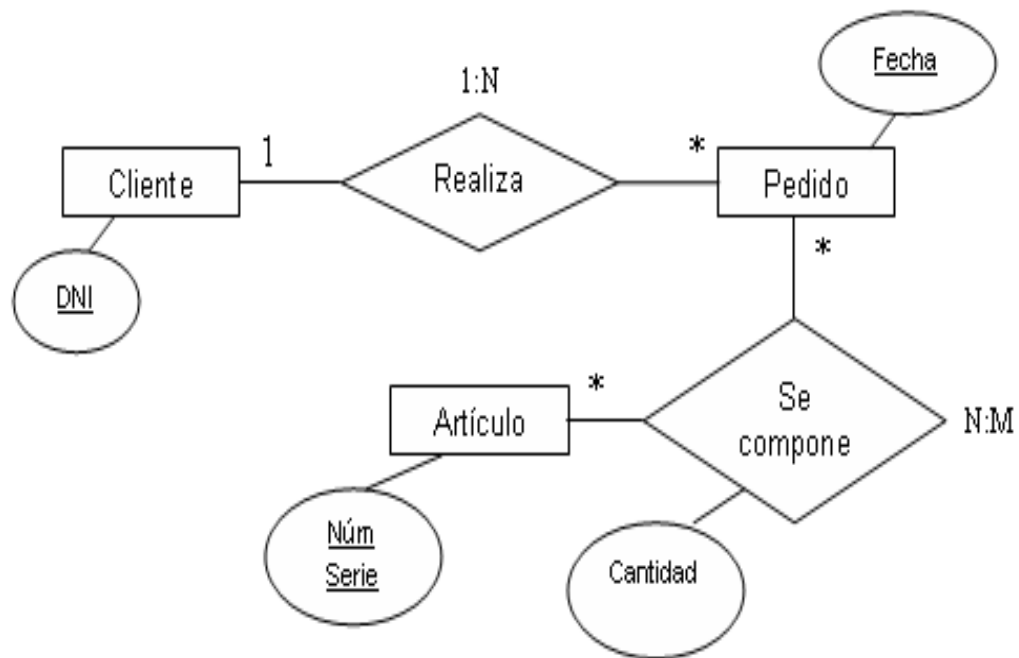 Fecha
1:N
1
*
Cliente
Realiza
Pedido
*
DNI
*
Artículo
Se
compone
N:M
Núm
Serie
Cantidad